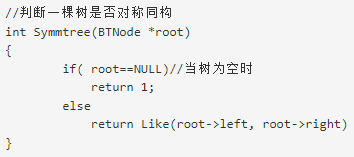 //判断一棵树是否对称同构
int Symmtree(BTNode *root)
{
if( root==NULL)//当树为空时
return 1;
else
return Like(root->left, root->right)
}